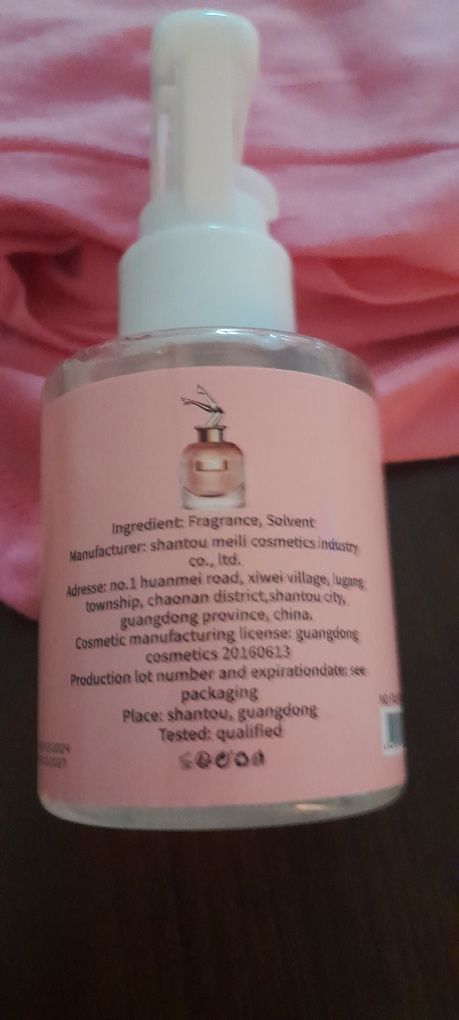 Ingredient: Fragrance, Solvent
Manufacturer: shantou meili cosmetics industry
co., ltd.
Adresse: no.1 huanmei road, xiwei village, lugang
township, chaonan district,shantou city,
guangdong province, china.
Cosmetic manufacturing license: guangdong
cosmetics 20160613
Production lot number and expirationdate: see
packaging
Place: shantou, guangdong
Tested: qualified
2024
2027